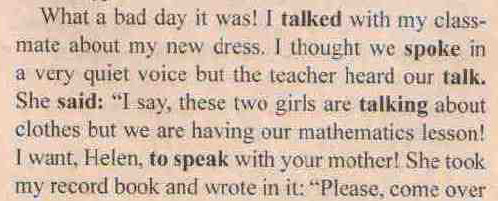 What a bad day it was! I talked with my class-
mate about my new dress. I thought we spoke in
a very quiet voice but the teacher heard our talk.
She said: “I say, these two girls are talking about
clothes but we are having our mathematics lesson!
I want, Helen, to speak with your mother! She took
my record book and wrote in it: “Please, come over